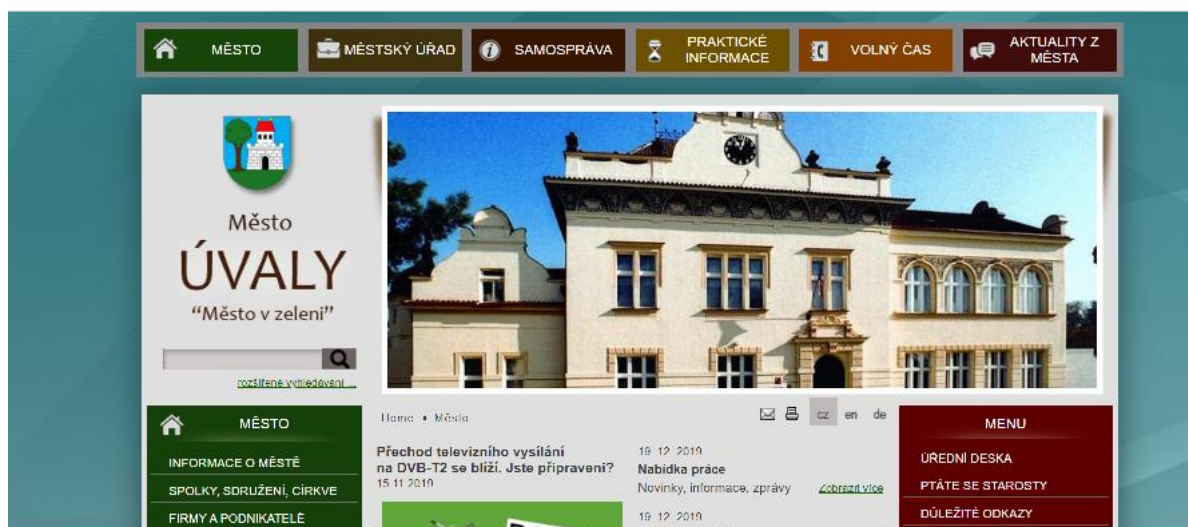 MĚSTO
MĚSTSKÝ ÚŘAD
SAMOSPRÁVA
PRAKTICKÉ
INFORMACE
VOLNÝ ČAS
AKTUALITY Z
MĚSTA
Město
ÚVALY
“Město v zeleni”
rozšířené vyhledávání ...
MĚSTO
INFORMACE O MĚSTĚ
SPOLKY, SDRUŽENÍ, CÍRKVE
FIRMY A PODNIKATELÉ
Home • Město
cz en de
Přechod televizního vysílání
na DVB-T2 se blíží. Jste připraveni?
15.11.2019
19. 12. 2019
Nabídka práce
Novinky, informace, zprávy Zobrazit více
19. 12. 2019
MENU
ÚŘEDNÍ DESKA
PTÁTE SE STAROSTY
DŮLEŽITÉ ODKAZY